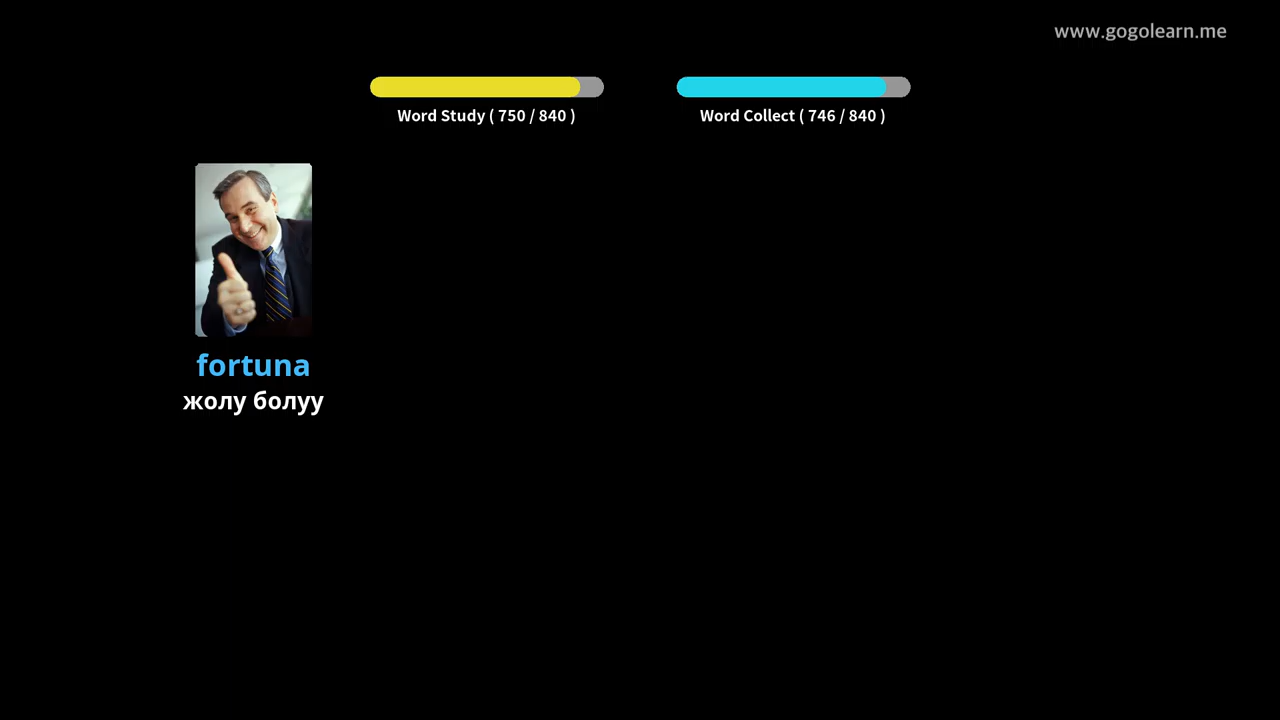 www.gogolearn.me
Word Study ( 750 / 840 )
Word Collect ( 746 / 840 )
fortuna
жолу болуу